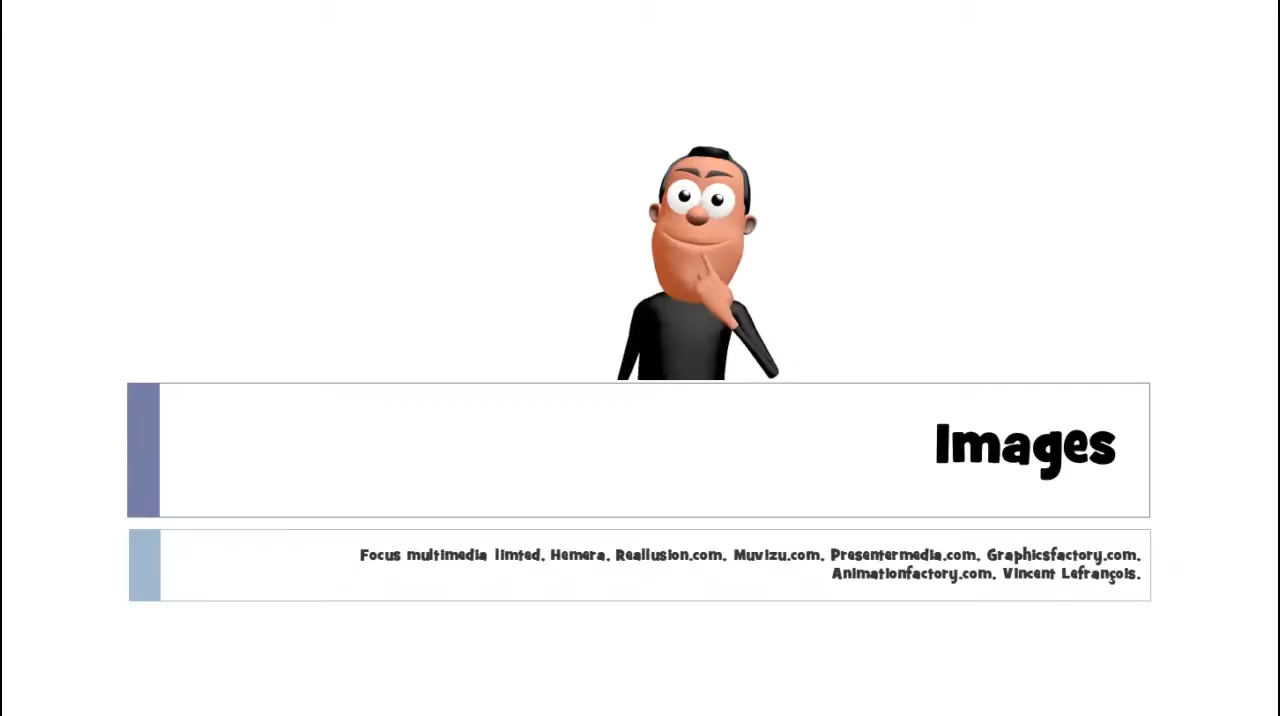 Images
Focus multimedia limted, Hemera, Reallusion.com, Muvizu.com, Presentermedia.com, Graphicsfactory.com,
Animationfactory.com, Vincent Lefrançois.